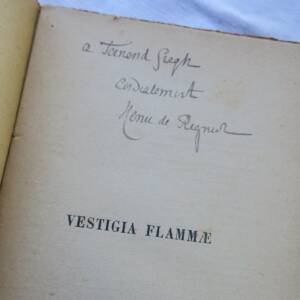 à Fernand Gregh
cordialement
Henri de Régnier
VESTIGIA FLAMMÆ